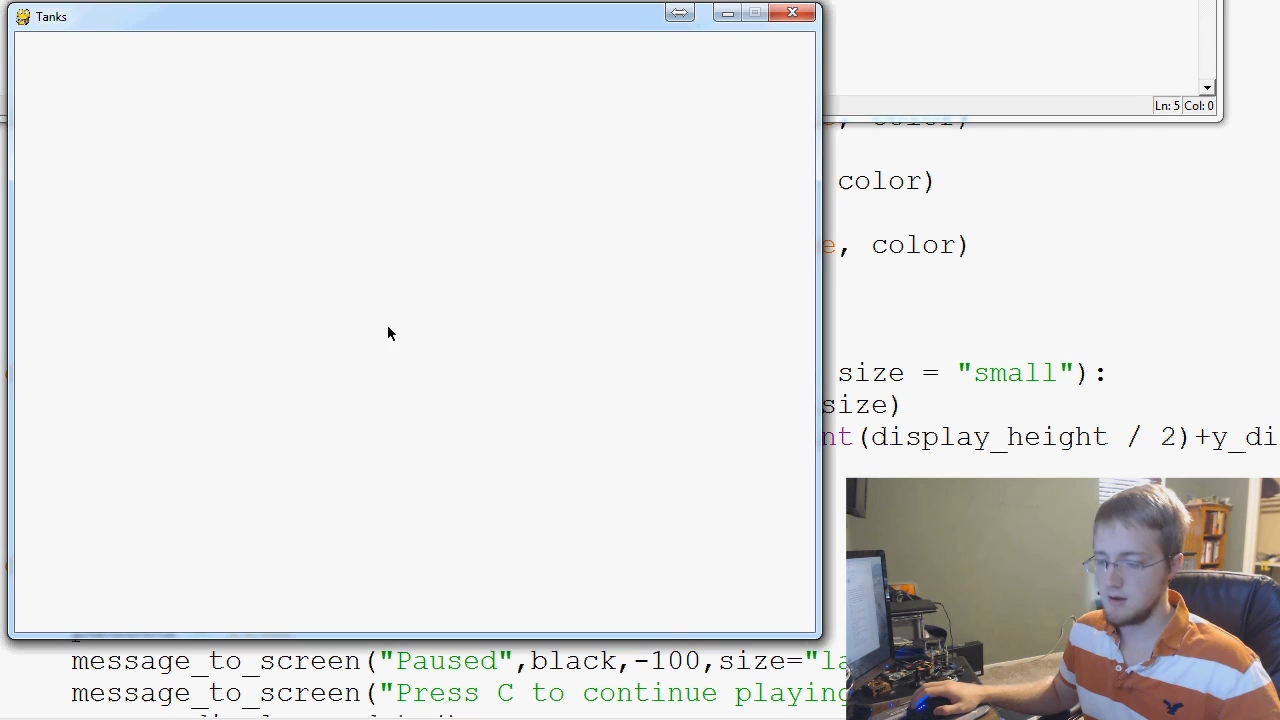 Tanks
Ln: 5 Col: 0
, color)
color)
e, color)
size = "small"):
size)
nt(display_height / 2)+y_di
message_to_screen("Paused",black,-100,size="la
message_to_screen("Press C to continue playing